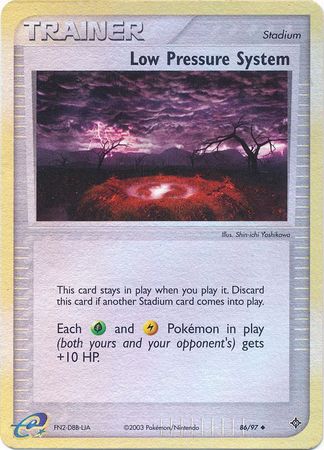 TRAINER
Stadium
Low Pressure System
Illus. Shin-ichi Yoshikawa
This card stays in play when you play it. Discard
this card if another Stadium card comes into play.
Each and Pokémon in play
(both yours and your opponent's) gets
+10 HP.
e FN2-DBB-LJA ©2003 Pokémon/Nintendo 86/97 ◆